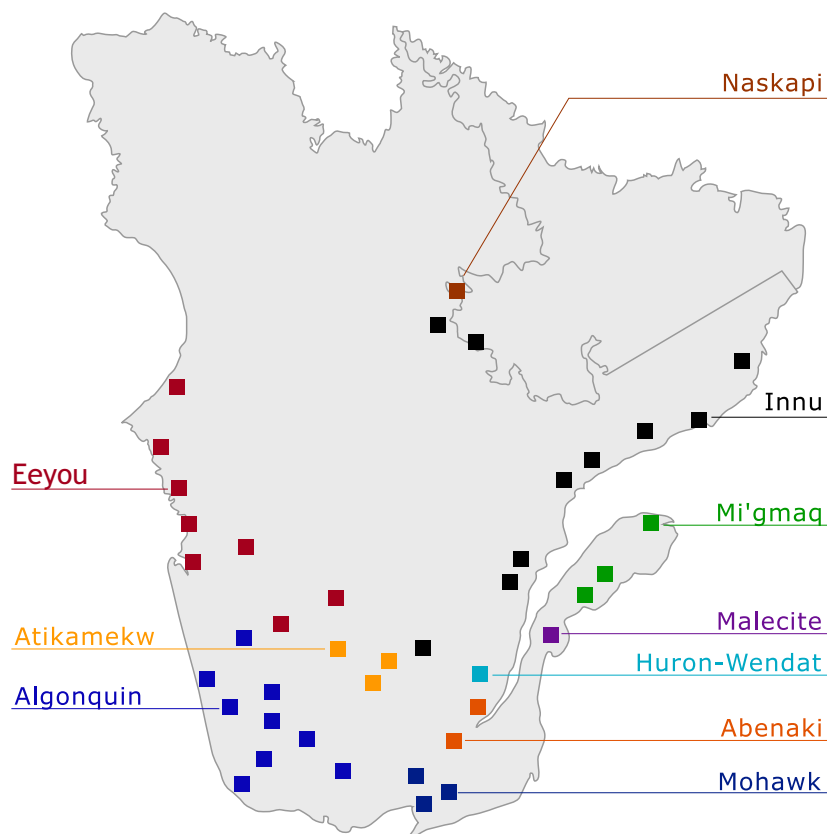 Naskapi
Innu
Eeyou
Mi'gmaq
Malecite
Atikamekw
Huron-Wendat
Algonquin
Abenaki
Mohawk